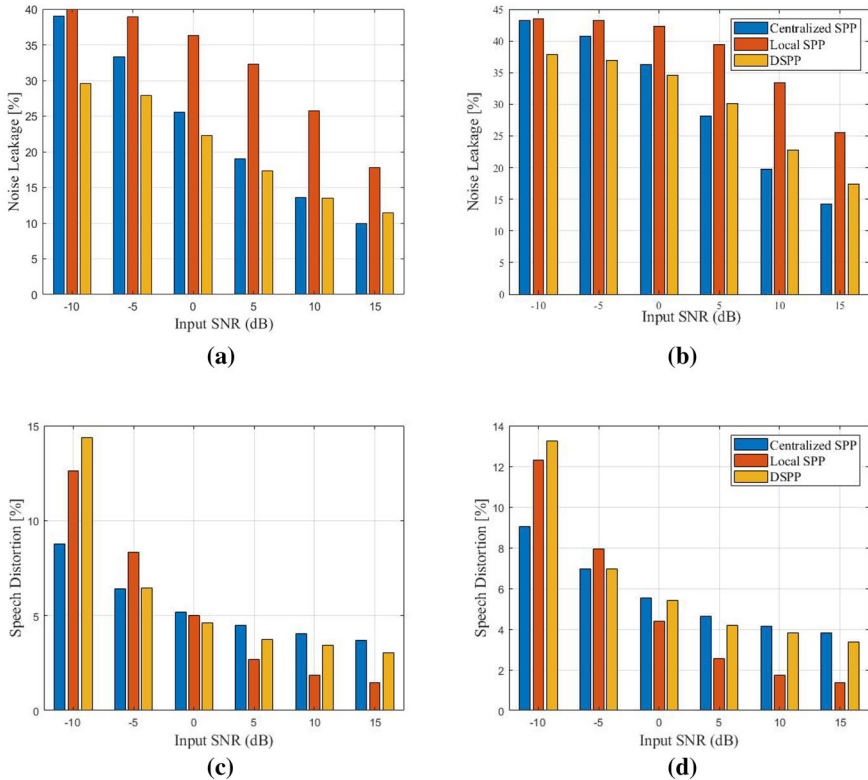 40
35
30
25
20
15
10
5
0
Noise Leakage [%]
-10 -5 0 5 10 15
Input SNR (dB)
(a)
45
40
35
30
25
20
15
10
5
0
Noise Leakage [%]
Centralized SPP
Local SPP
DSPP
-10 -5 0 5 10 15
Input SNR (dB)
(b)
15
10
5
0
Speech Distortion [%]
-10 -5 0 5 10 15
Input SNR (dB)
(c)
14
12
10
8
6
4
2
0
Speech Distortion [%]
Centralized SPP
Local SPP
DSPP
-10 -5 0 5 10 15
Input SNR (dB)
(d)